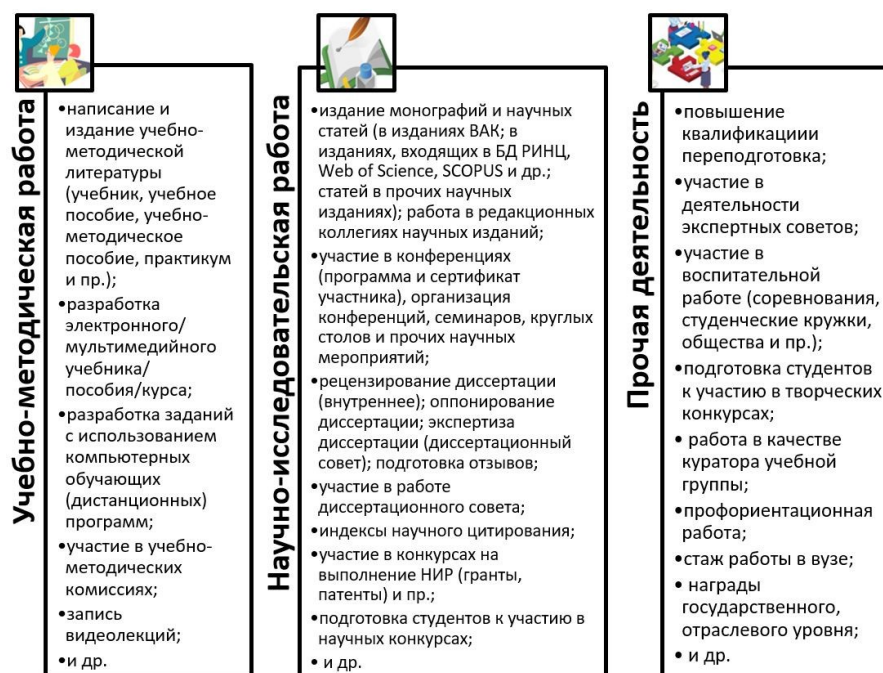 Учебно-методическая работа
•написание и
издание учебно-
методической
литературы
(учебник, учебное
пособие, учебно-
методическое
пособие, практикум
и пр.);
•разработка
электронного/
мультимедийного
учебника/
пособия/курса;
•разработка заданий
с использованием
компьютерных
обучающих
(дистанционных)
программ;
•участие в учебно-
методических
комиссиях;
•запись
видеолекций;
•и др.
Научно-исследовательская работа
•издание монографий и научных
статей (в изданиях ВАК; в
изданиях, входящих в БД РИНЦ,
Web of Science, SCOPUS и др.;
статей в прочих научных
изданиях); работа в редакционных
коллегиях научных изданий;
•участие в конференциях
(программа и сертификат
участника), организация
конференций, семинаров, круглых
столов и прочих научных
мероприятий;
•рецензирование диссертации
(внутреннее); оппонирование
диссертации; экспертиза
диссертации (диссертационный
совет); подготовка отзывов;
•участие в работе
диссертационного совета;
•индексы научного цитирования;
•участие в конкурсах на
выполнение НИР (гранты,
патенты) и пр.;
•подготовка студентов к участию в
научных конкурсах;
• и др.
Прочая деятельность
•повышение
квалификациии
переподготовка;
•участие в
деятельности
экспертных советов;
•участие в
воспитательной
работе (соревнования,
студенческие кружки,
общества и пр.);
•подготовка студентов
к участию в творческих
конкурсах;
• работа в качестве
куратора учебной
группы;
•профориентационная
работа;
•стаж работы в вузе;
• награды
государственного,
отраслевого уровня;
• и др.